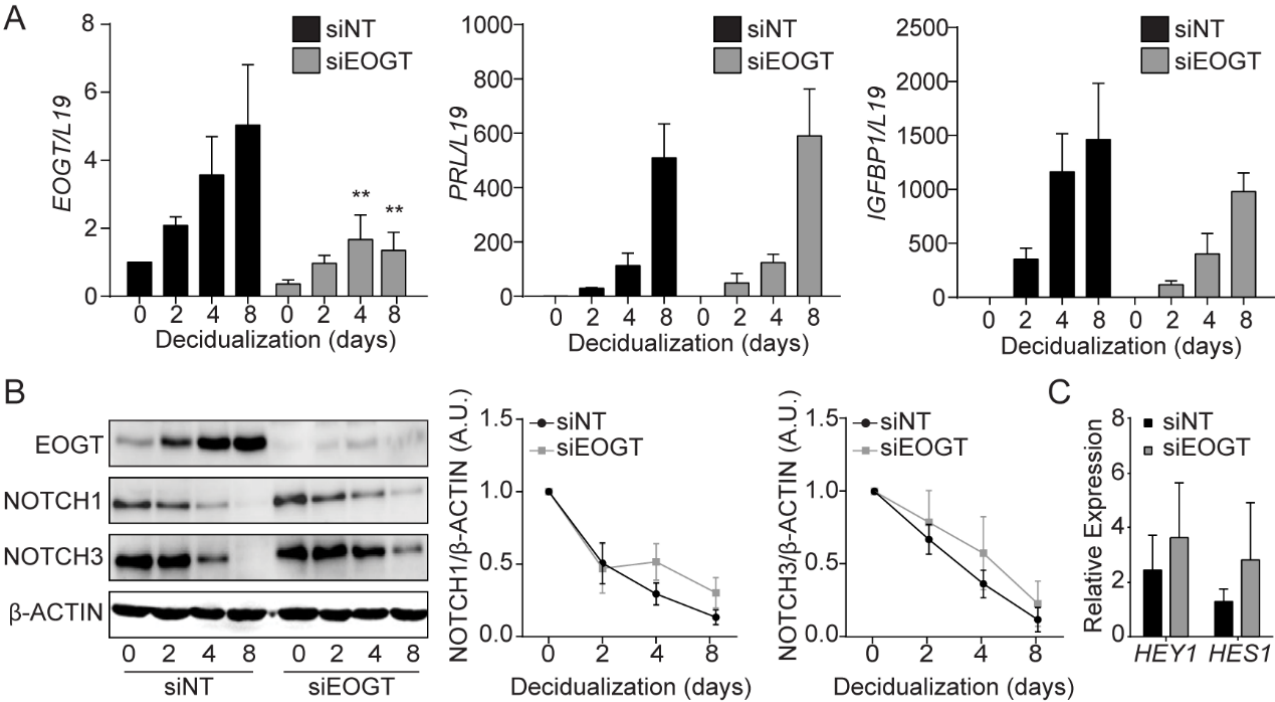 A
siNT
siEOGT
EOGT/L19
8
6
4
2
0
0 2 4 8 0 2 4 8
Decidualization (days)
siNT
siEOGT
PRL/L19
1000
800
600
400
200
0
0 2 4 8 0 2 4 8
Decidualization (days)
siNT
siEOGT
IGFBP1/L19
2500
2000
1500
1000
500
0
0 2 4 8 0 2 4 8
Decidualization (days)
** **
B
EOGT
NOTCH1
NOTCH3
β-ACTIN
0 2 4 8 0 2 4 8
siNT siEOGT
NOTCH1/β-ACTIN (A.U.)
1.5
1.0
0.5
0.0
siNT
siEOGT
0 2 4 8
Decidualization (days)
NOTCH3/β-ACTIN (A.U.)
1.5
1.0
0.5
0.0
siNT
siEOGT
0 2 4 8
Decidualization (days)
C
Relative Expression
8
6
4
2
0
siNT
siEOGT
HEY1 HES1